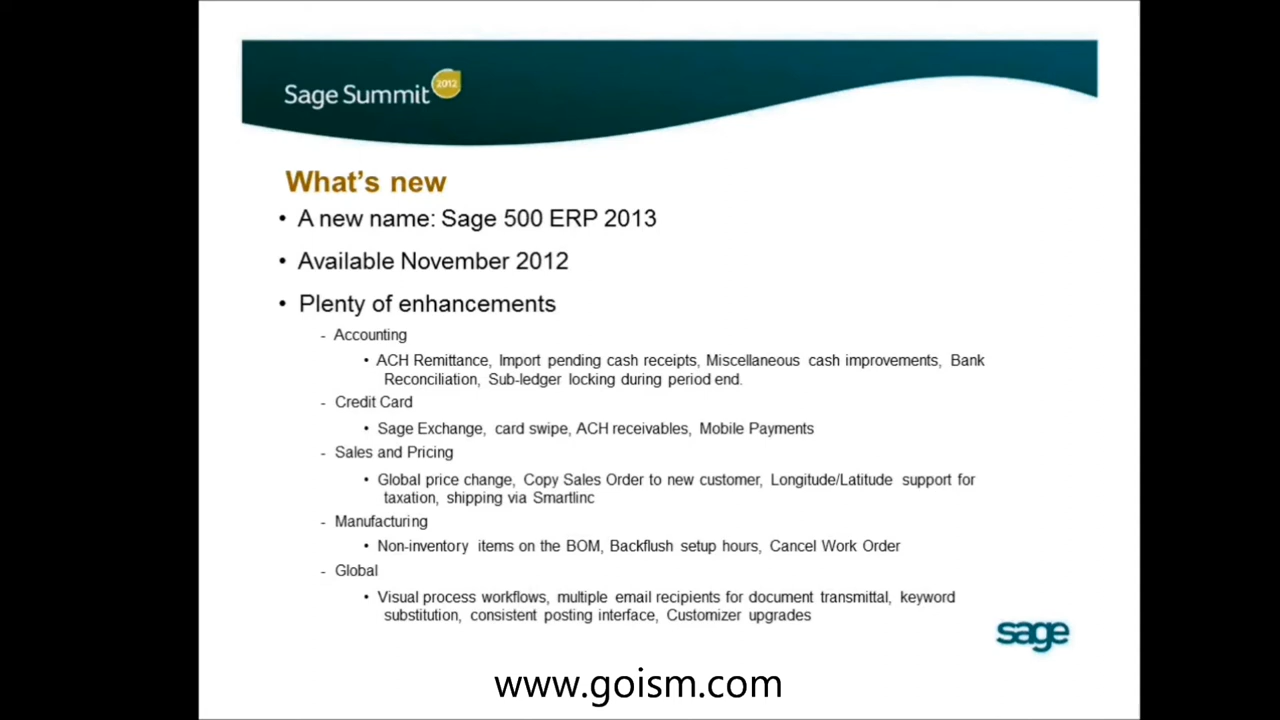 Sage Summit 2012
What's new
• A new name: Sage 500 ERP 2013
• Available November 2012
• Plenty of enhancements
- Accounting
• ACH Remittance, Import pending cash receipts, Miscellaneous cash improvements, Bank
Reconciliation, Sub-ledger locking during period end.
- Credit Card
• Sage Exchange, card swipe, ACH receivables, Mobile Payments
- Sales and Pricing
• Global price change, Copy Sales Order to new customer, Longitude/Latitude support for
taxation, shipping via Smartlinc
- Manufacturing
• Non-inventory items on the BOM, Backflush setup hours, Cancel Work Order
- Global
• Visual process workflows, multiple email recipients for document transmittal, keyword
substitution, consistent posting interface, Customizer upgrades
sage
www.goism.com